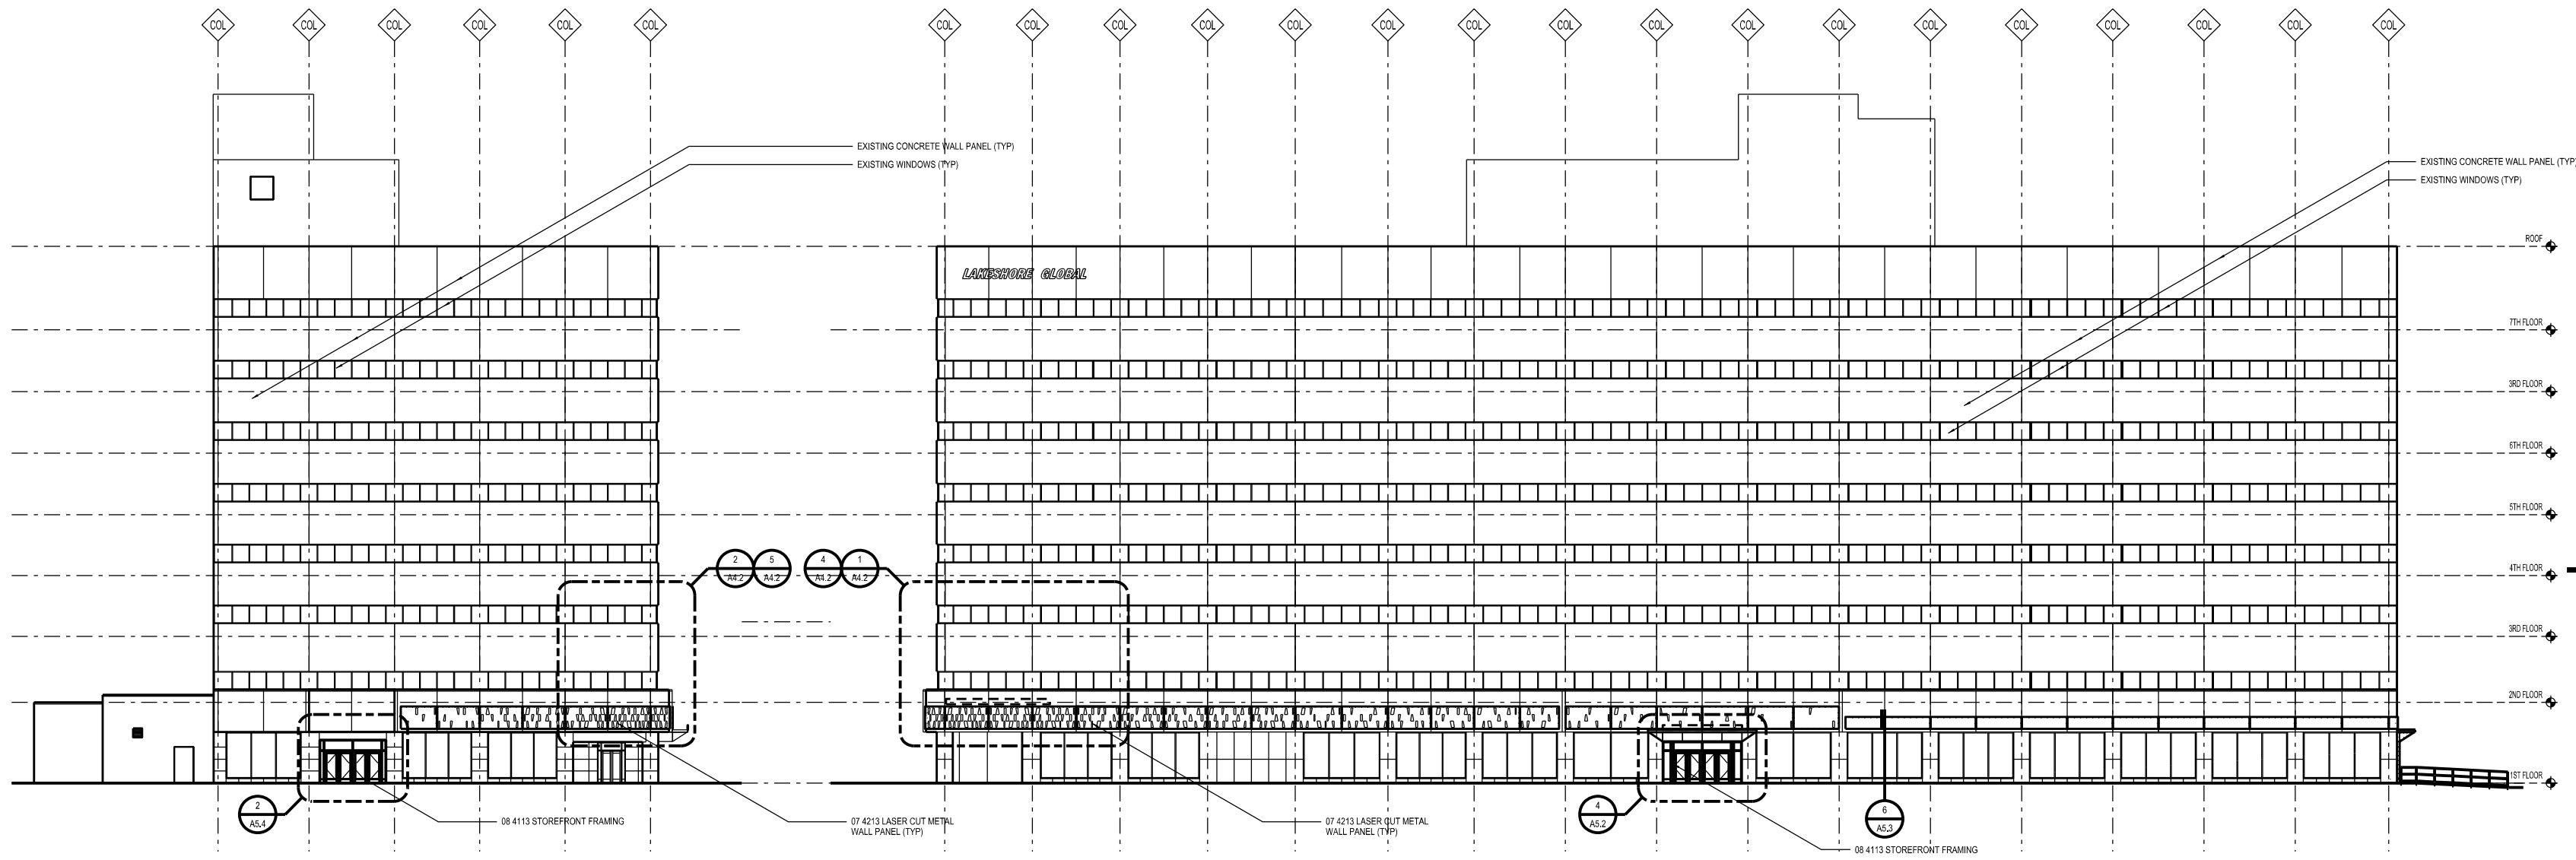 COL COL COL COL COL COL COL COL COL COL COL COL COL COL COL COL COL COL COL COL COL COL COL
EXISTING CONCRETE WALL PANEL (TYP)
EXISTING WINDOWS (TYP)
EXISTING CONCRETE WALL PANEL (TYP)
EXISTING WINDOWS (TYP)
ROOF
LAKESHORE GLOBAL
7TH FLOOR
3RD FLOOR
6TH FLOOR
5TH FLOOR
2 5 4 1
A4.2 A4.2 A4.2 A4.2
4TH FLOOR
3RD FLOOR
2ND FLOOR
1ST FLOOR
2
A5.4
08 4113 STOREFRONT FRAMING
07 4213 LASER CUT METAL
WALL PANEL (TYP)
07 4213 LASER CUT METAL
WALL PANEL (TYP)
4
A5.2
6
A5.3
08 4113 STOREFRONT FRAMING